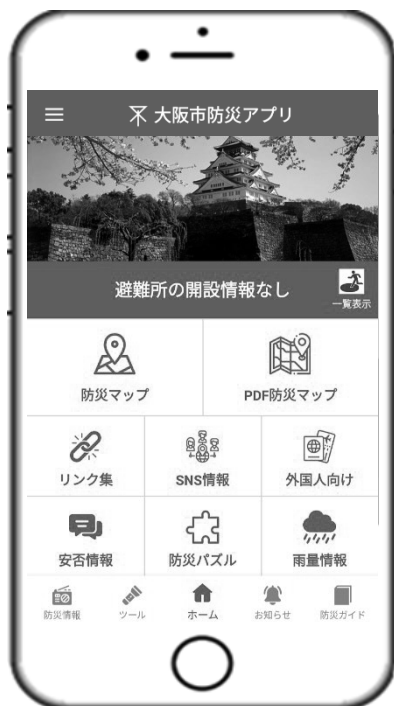 大阪市防災アプリ
避難所の開設情報なし
一覧表示
防災マップ
PDF防災マップ
リンク集
SNS情報
外国人向け
安否情報
防災パズル
雨量情報
防災情報
ツール
ホーム
お知らせ
防災ガイド